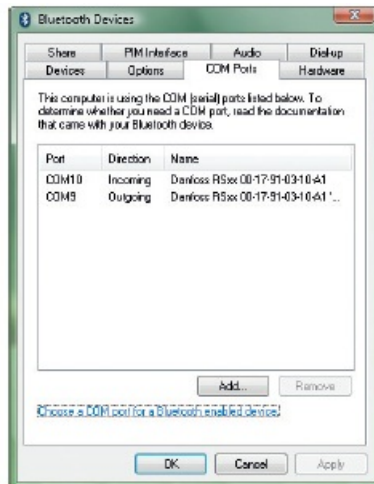 Bluetooth Devices
Share PIM Interface Audio Dial-up
Devices Options COM Ports Hardware
This computer is using the COM (serial) ports listed below. To
determine whether you need a COM port, read the documentation
that came with your Bluetooth device.
Port Direction Name
COM10 Incoming Danfoss RSxx 00-17-91-03-10-A1
COM9 Outgoing Danfoss RSxx 00-17-91-03-10-A1 '...
Add... Remove
Choose a COM port for a Bluetooth enabled device.
OK Cancel Apply